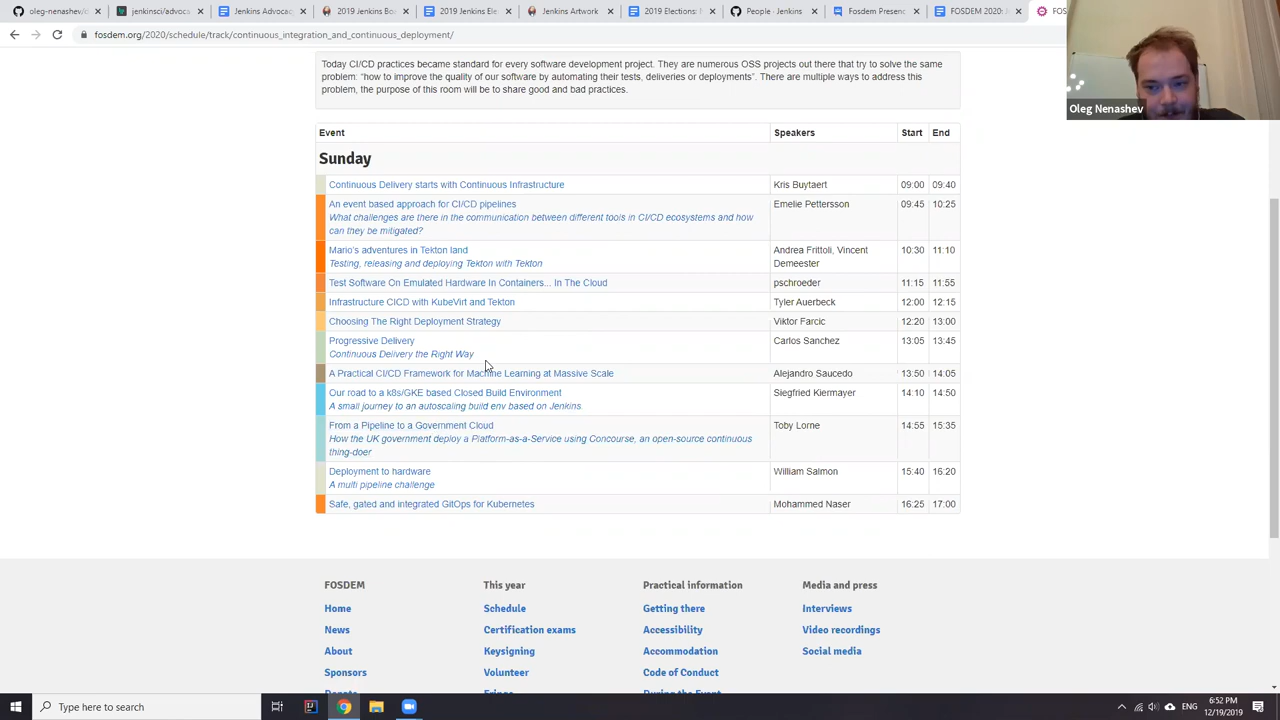 oleg-nenashev/c
jenkinsci/advoca
Jenkins Advocac
2019 Jenkins Bo
2019 Jenkins Ele
Jenkins Artwork
2019 Elections: I
People · Jenkins
Fosdem Presenc
FOSDEM 2020:
FOS
fosdem.org/2020/schedule/track/continuous_integration_and_continuous_deployment/
Oleg Nenashev
Today CI/CD practices became standard for every software development project. They are numerous OSS projects out there that try to solve the same
problem: "how to improve the quality of our software by automating their tests, deliveries or deployments". There are multiple ways to address this
problem, the purpose of this room will be to share good and bad practices.
Event Speakers Start End
Sunday
Continuous Delivery starts with Continuous Infrastructure Kris Buytaert 09:00 09:40
An event based approach for CI/CD pipelines Emelie Pettersson 09:45 10:25
What challenges are there in the communication between different tools in CI/CD ecosystems and how
can they be mitigated?
Mario's adventures in Tekton land Andrea Frittoli, Vincent 10:30 11:10
Testing, releasing and deploying Tekton with Tekton Demeester
Test Software On Emulated Hardware In Containers... In The Cloud pschroeder 11:15 11:55
Infrastructure CICD with KubeVirt and Tekton Tyler Auerbeck 12:00 12:15
Choosing The Right Deployment Strategy Viktor Farcic 12:20 13:00
Progressive Delivery Carlos Sanchez 13:05 13:45
Continuous Delivery the Right Way
A Practical CI/CD Framework for Machine Learning at Massive Scale Alejandro Saucedo 13:50 14:05
Our road to a k8s/GKE based Closed Build Environment Siegfried Kiermayer 14:10 14:50
A small journey to an autoscaling build env based on Jenkins
From a Pipeline to a Government Cloud Toby Lorne 14:55 15:35
How the UK government deploy a Platform-as-a-Service using Concourse, an open-source continuous
thing-doer
Deployment to hardware William Salmon 15:40 16:20
A multi pipeline challenge
Safe, gated and integrated GitOps for Kubernetes Mohammed Naser 16:25 17:00
FOSDEM This year Practical information Media and press
Home Schedule Getting there Interviews
News Certification exams Accessibility Video recordings
About Keysigning Accommodation Social media
Sponsors Volunteer Code of Conduct
Donate Fringe During the Event
Type here to search
ENG
6:52 PM
12/19/2019